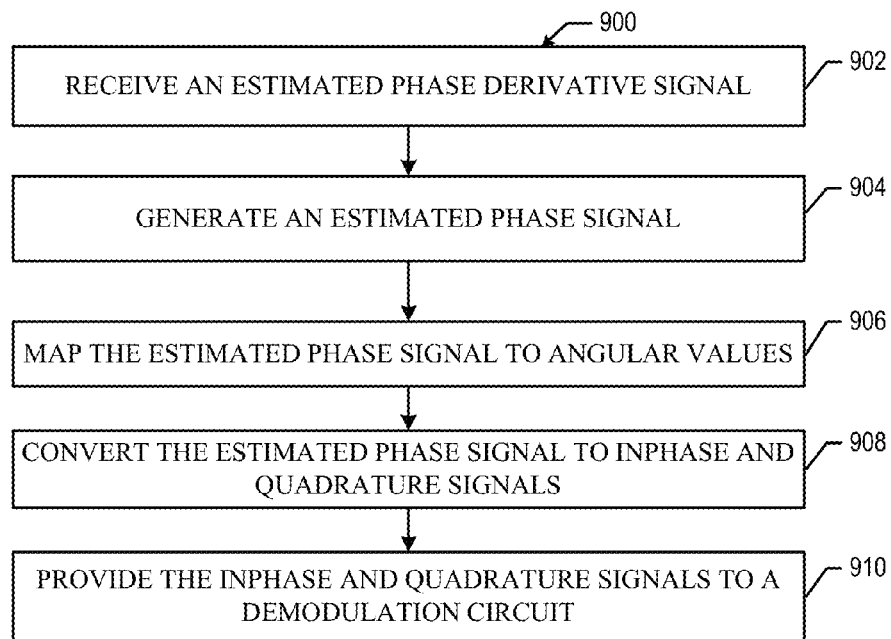 900
RECEIVE AN ESTIMATED PHASE DERIVATIVE SIGNAL
902
GENERATE AN ESTIMATED PHASE SIGNAL
904
MAP THE ESTIMATED PHASE SIGNAL TO ANGULAR VALUES
906
CONVERT THE ESTIMATED PHASE SIGNAL TO INPHASE AND
QUADRATURE SIGNALS
908
PROVIDE THE INPHASE AND QUADRATURE SIGNALS TO A
DEMODULATION CIRCUIT
910